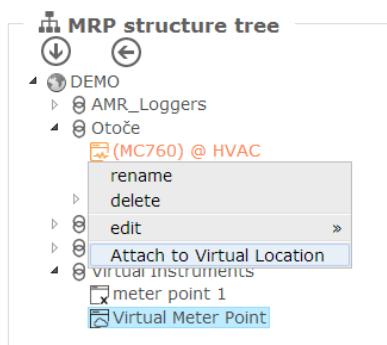 MRP structure tree
DEMO
AMR_Loggers
Otoče
(MC760) @ HVAC
rename
delete
edit »
Attach to Virtual Location
Virtual Instruments
meter point 1
Virtual Meter Point